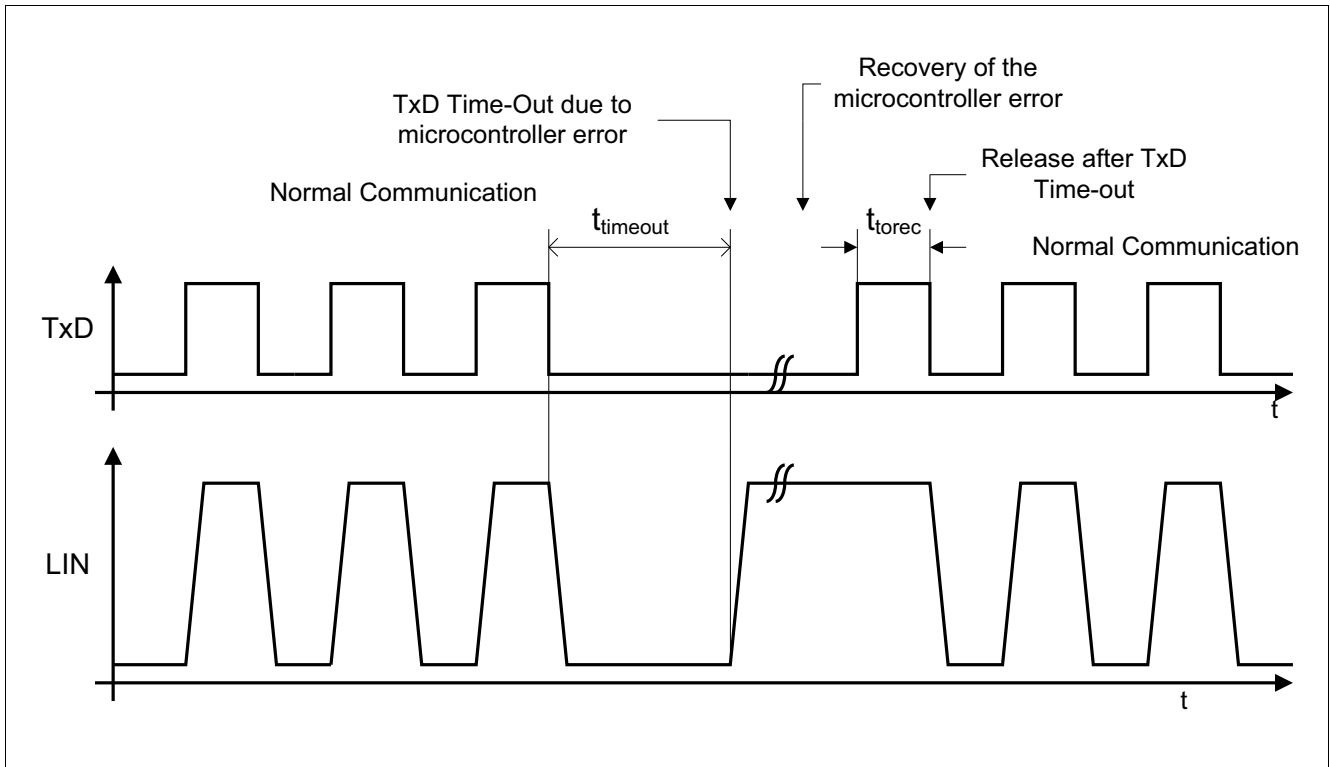 Recovery of the
microcontroller error
TxD Time-Out due to
microcontroller error
Release after TxD
Time-out
Normal Communication
ttimeout
ttorec
Normal Communication
TxD
t
LIN
t